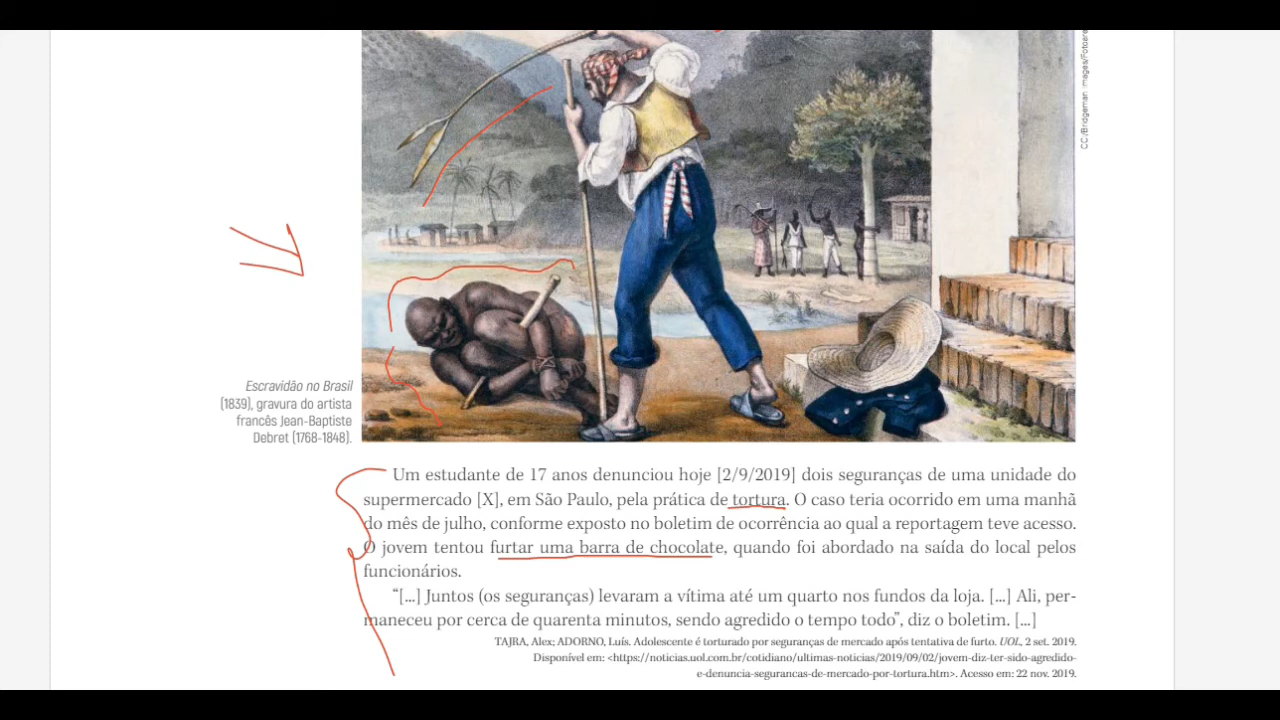 CC:/Bridgeman Images/Fotoare
Escravidão no Brasil
(1839), gravura do artista
francês Jean-Baptiste
Debret (1768-1848).
Um estudante de 17 anos denunciou hoje [2/9/2019] dois seguranças de uma unidade do
supermercado [X], em São Paulo, pela prática de tortura. O caso teria ocorrido em uma manhã
do mês de julho, conforme exposto no boletim de ocorrência ao qual a reportagem teve acesso.
O jovem tentou furtar uma barra de chocolate, quando foi abordado na saída do local pelos
funcionários.
“[...] Juntos (os seguranças) levaram a vítima até um quarto nos fundos da loja. [...] Ali, per-
maneceu por cerca de quarenta minutos, sendo agredido o tempo todo”, diz o boletim. [...]
TAJRA, Alex; ADORNO, Luís. Adolescente é torturado por seguranças de mercado após tentativa de furto. UOL, 2 set. 2019.
Disponível em: <https://noticias.uol.com.br/cotidiano/ultimas-noticias/2019/09/02/jovem-diz-ter-sido-agredido-
e-denuncia-segurancas-de-mercado-por-tortura.htm>. Acesso em: 22 nov. 2019.